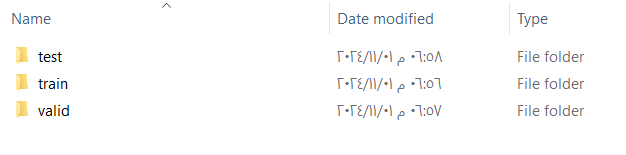 Name Date modified Type
test ٢٠٢٤/١١/٠١ ٠٦:٥٨ م File folder
train ٢٠٢٤/١١/٠١ ٠٦:٥٦ م File folder
valid ٢٠٢٤/١١/٠١ ٠٦:٥٧ م File folder